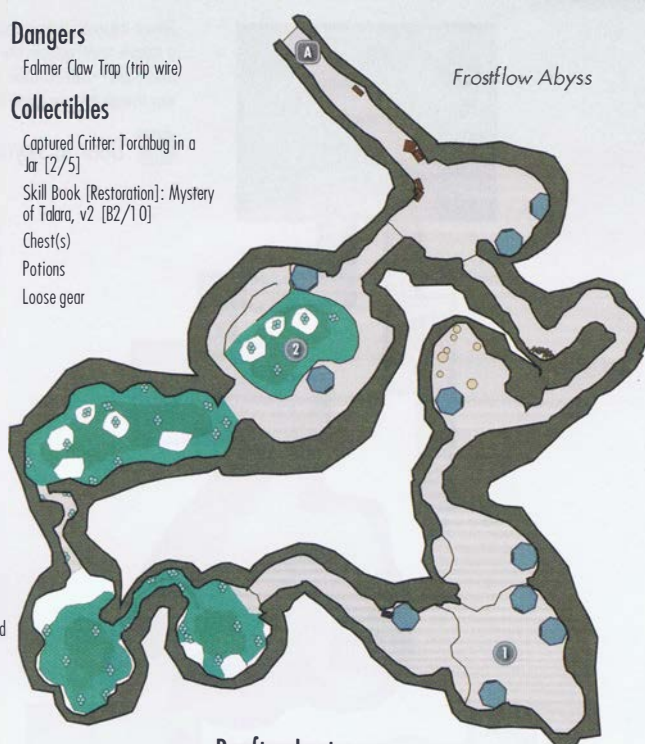 Dangers
Falmer Claw Trap (trip wire)
Collectibles
Captured Critter: Torchbug in a
Jar [2/5]
Skill Book [Restoration]: Mystery
of Talara, v2 [B2/10]
Chest(s)
Potions
Loose gear
A
Frostflow Abyss
2
1
d